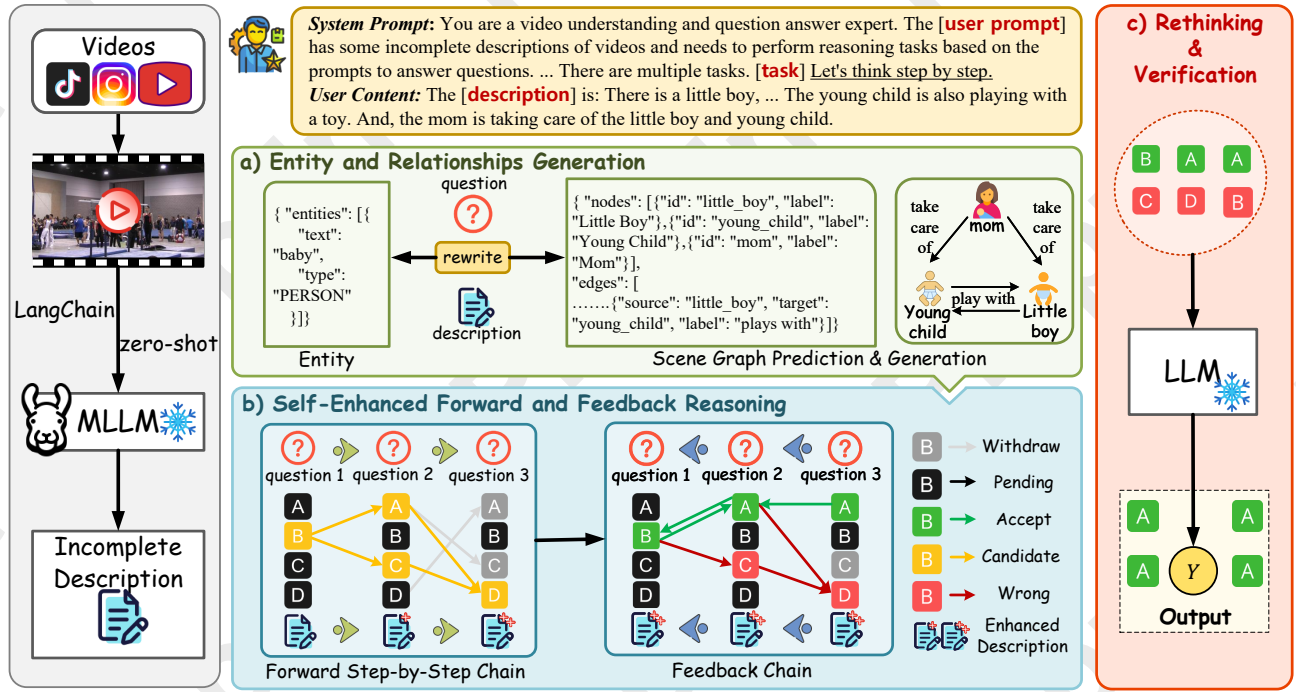 Videos
LangChain
zero-shot
MLLM
Incomplete
Description
System Prompt: You are a video understanding and question answer expert. The [user prompt]
has some incomplete descriptions of videos and needs to perform reasoning tasks based on the
prompts to answer questions. ... There are multiple tasks. [task] Let's think step by step.
User Content: The [description] is: There is a little boy, ... The young child is also playing with
a toy. And, the mom is taking care of the little boy and young child.
a) Entity and Relationships Generation
{ "entities": [{
"text":
"baby",
"type":
"PERSON"
}]}
Entity
question
?
rewrite
description
{ "nodes": [{"id": "little_boy", "label":
"Little Boy"},{"id": "young_child", "label":
"Young Child"},{"id": "mom", "label":
"Mom"}],
"edges": [
.......{"source": "little_boy", "target":
"young_child", "label": "plays with"}]}
Scene Graph Prediction & Generation
mom
take
care
of
take
care
of
play with
Young
child
Little
boy
b) Self-Enhanced Forward and Feedback Reasoning
? ? ?
question 1 question 2 question 3
A A A
B B B
C C C
D D D
Forward Step-by-Step Chain
? ? ?
question 1 question 2 question 3
A A A
B B B
C C C
D D D
Feedback Chain
B Withdraw
B Pending
B Accept
B Candidate
B Wrong
Enhanced
Description
c) Rethinking
&
Verification
B A A
C D B
LLM
A A
A Y A
Output